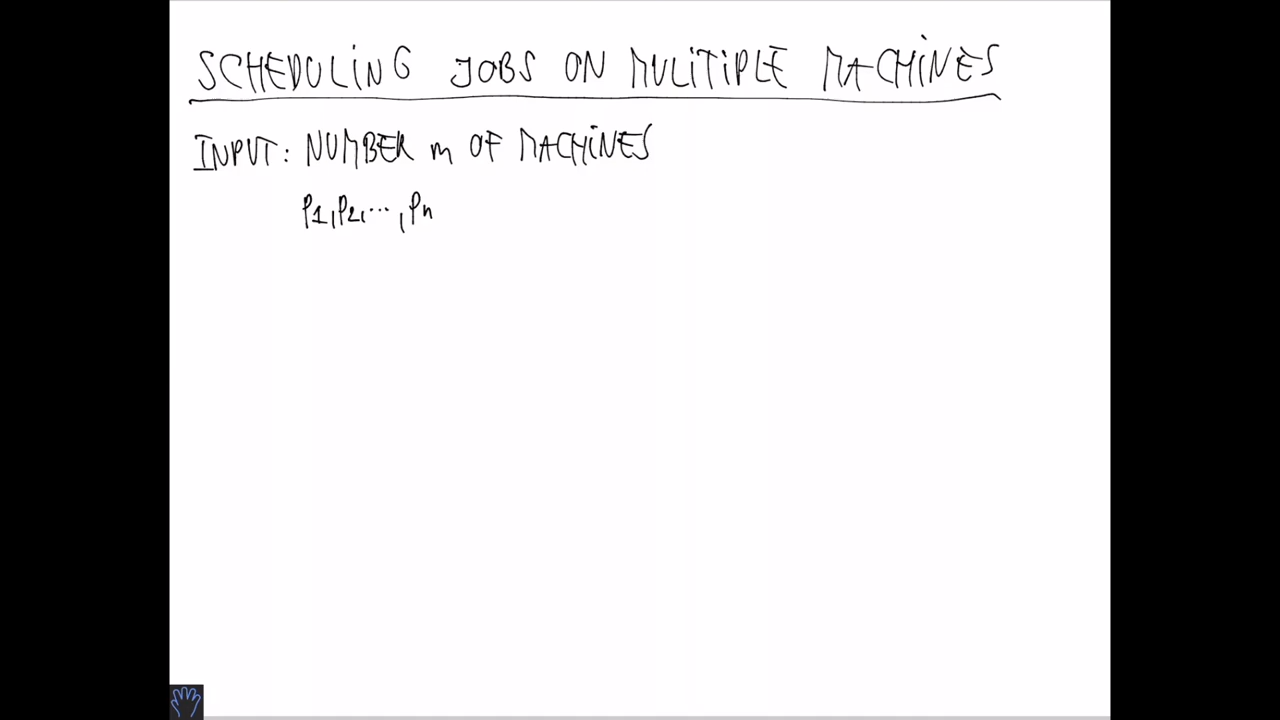 SCHEDULING JOBS ON MULITIPLE MACHINES
INPUT: NUMBER m OF MACHINES
p1, p2, ..., pn